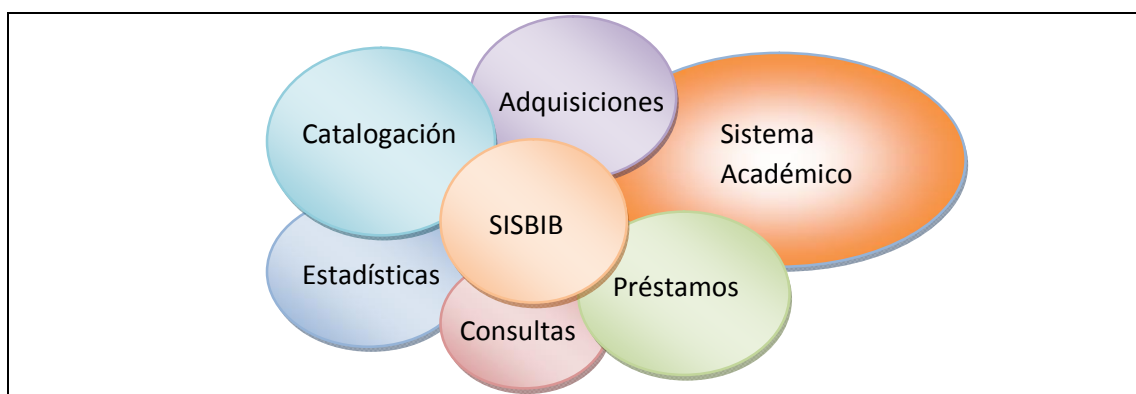 Adquisiciones
Catalogación
Sistema
Académico
SISBIB
Estadísticas
Préstamos
Consultas